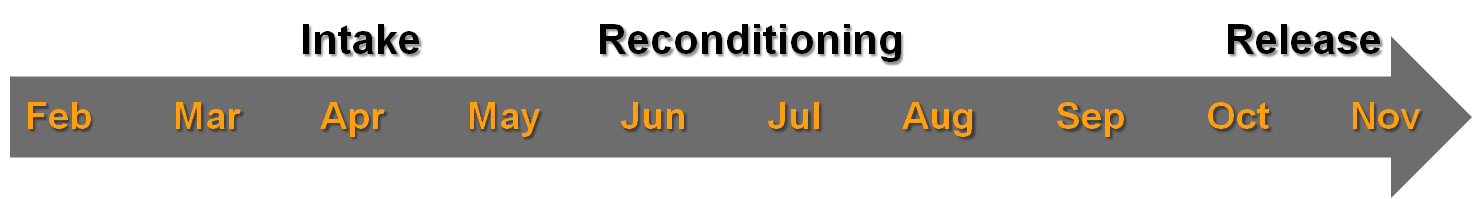 Intake Reconditioning Release
Feb Mar Apr May Jun Jul Aug Sep Oct Nov